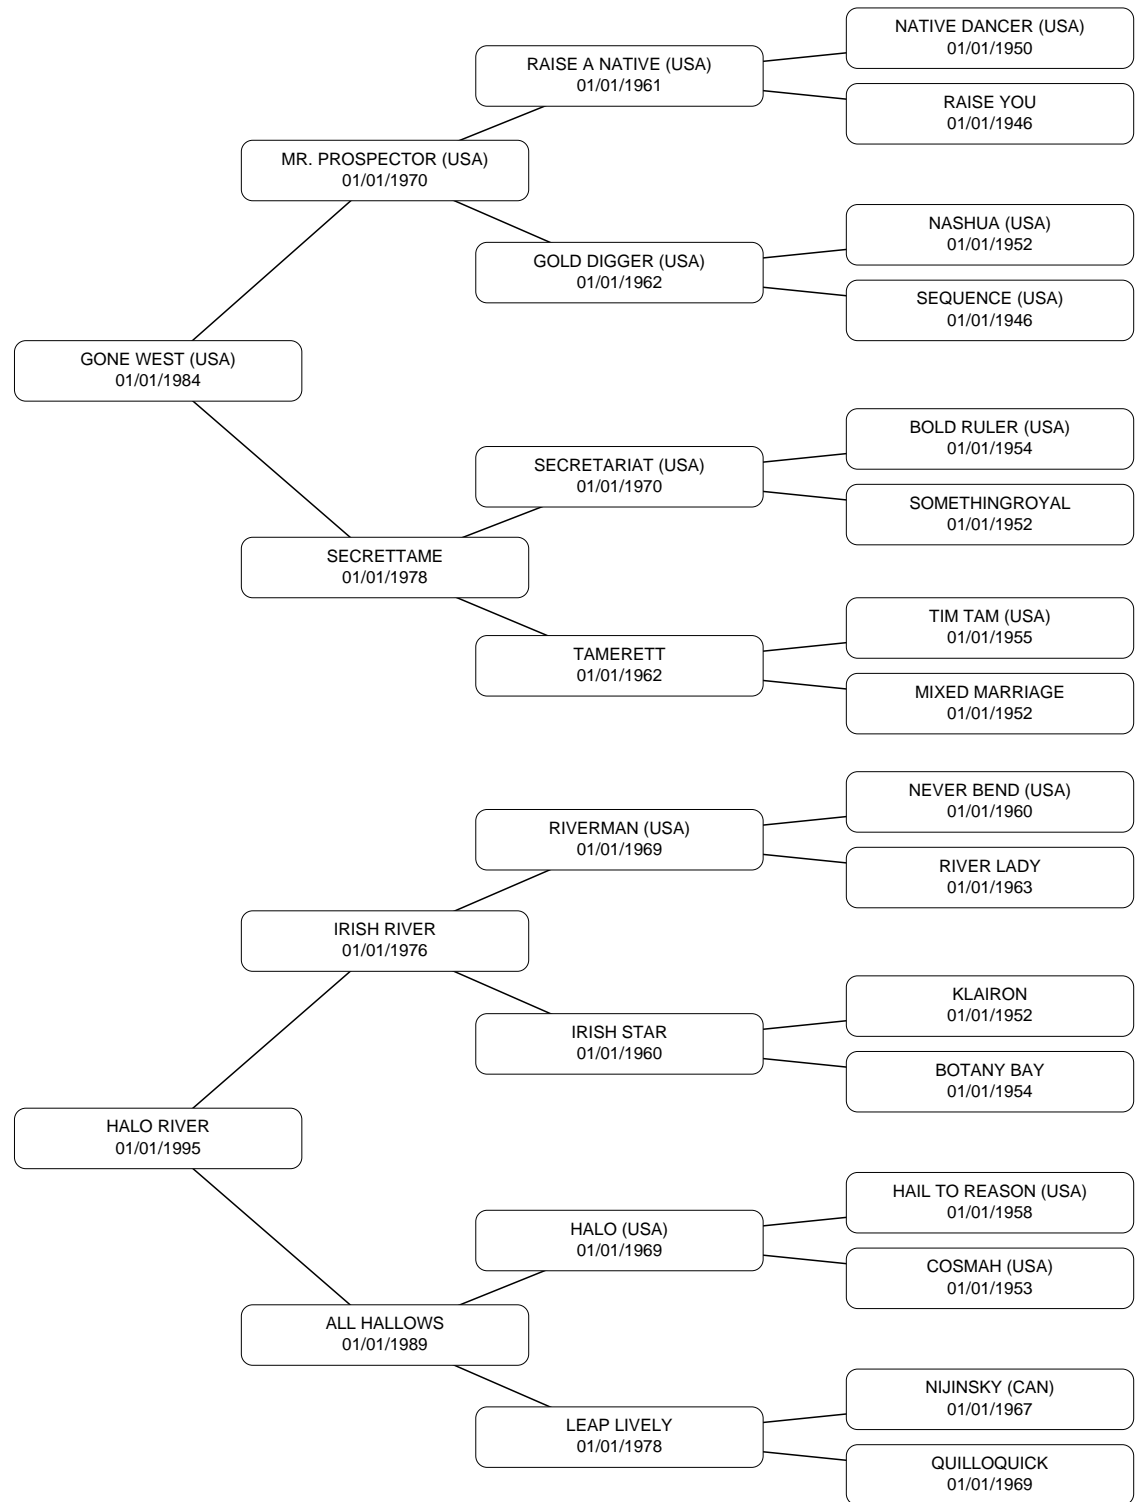 NATIVE DANCER (USA)
01/01/1950
RAISE A NATIVE (USA)
01/01/1961
RAISE YOU
01/01/1946
MR. PROSPECTOR (USA)
01/01/1970
NASHUA (USA)
01/01/1952
GOLD DIGGER (USA)
01/01/1962
SEQUENCE (USA)
01/01/1946
GONE WEST (USA)
01/01/1984
BOLD RULER (USA)
01/01/1954
SECRETARIAT (USA)
01/01/1970
SOMETHINGROYAL
01/01/1952
SECRETTAME
01/01/1978
TIM TAM (USA)
01/01/1955
TAMERETT
01/01/1962
MIXED MARRIAGE
01/01/1952
NEVER BEND (USA)
01/01/1960
RIVERMAN (USA)
01/01/1969
RIVER LADY
01/01/1963
IRISH RIVER
01/01/1976
KLAIRON
01/01/1952
IRISH STAR
01/01/1960
BOTANY BAY
01/01/1954
HALO RIVER
01/01/1995
HAIL TO REASON (USA)
01/01/1958
HALO (USA)
01/01/1969
COSMAH (USA)
01/01/1953
ALL HALLOWS
01/01/1989
NIJINSKY (CAN)
01/01/1967
LEAP LIVELY
01/01/1978
QUILLOQUICK
01/01/1969